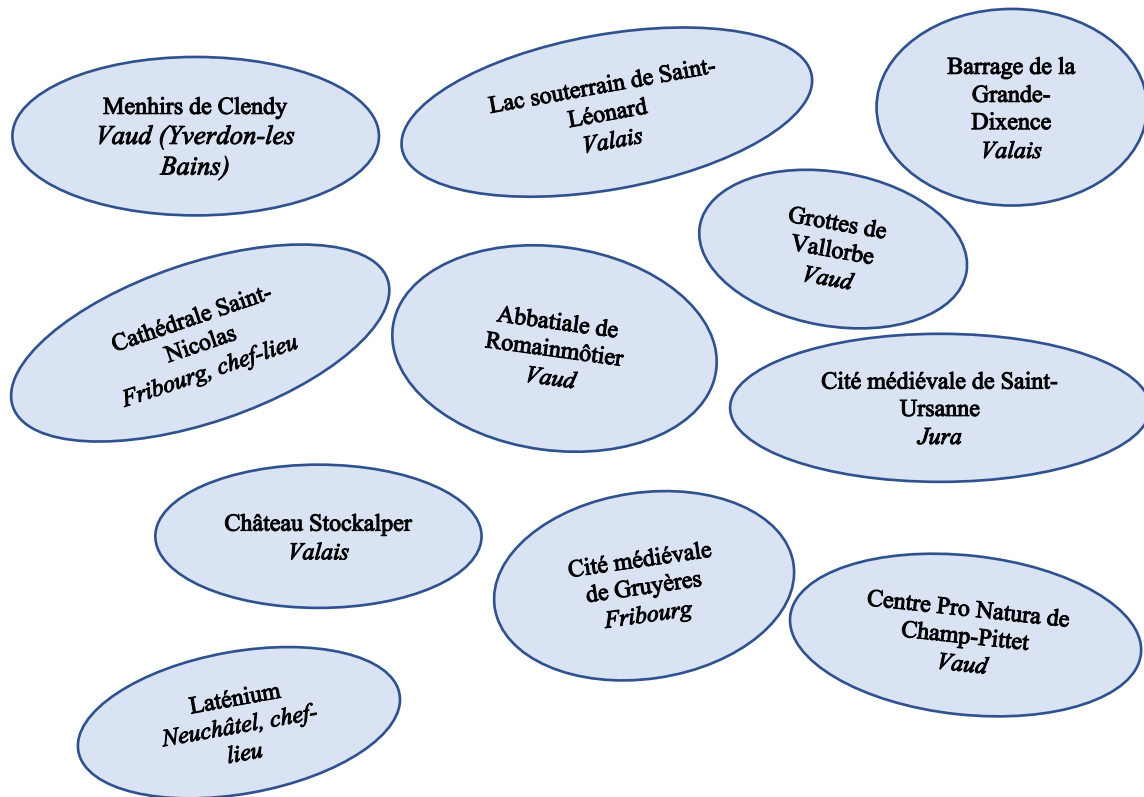 Menhirs de Clendy
Vaud (Yverdon-les
Bains)
Lac souterrain de Saint-
Léonard
Valais
Barrage de la
Grande-
Dixence
Valais
Grottes de
Vallorbe
Vaud
Cathédrale Saint-
Nicolas
Fribourg, chef-lieu
Abbatiale de
Romainmôtier
Vaud
Cité médiévale de Saint-
Ursanne
Jura
Château Stockalper
Valais
Cité médiévale
de Gruyères
Fribourg
Centre Pro Natura de
Champ-Pittet
Vaud
Laténium
Neuchâtel, chef-
lieu